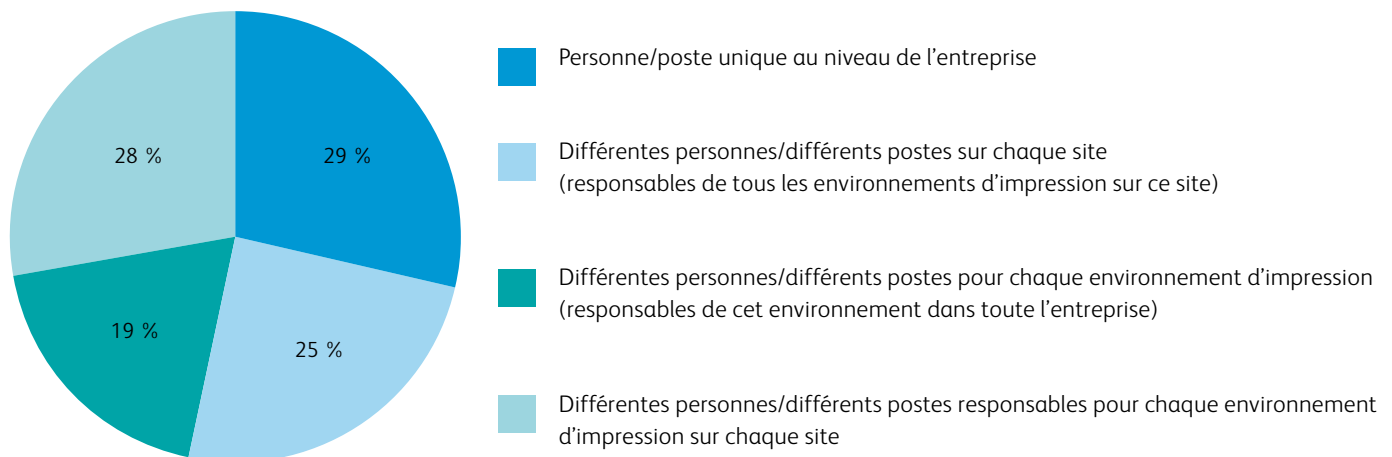 28 %
29 %
19 %
25 %
Personne/poste unique au niveau de l’entreprise
Différentes personnes/différents postes sur chaque site
(responsables de tous les environnements d’impression sur ce site)
Différentes personnes/différents postes pour chaque environnement d’impression
(responsables de cet environnement dans toute l’entreprise)
Différentes personnes/différents postes responsables pour chaque environnement
d’impression sur chaque site